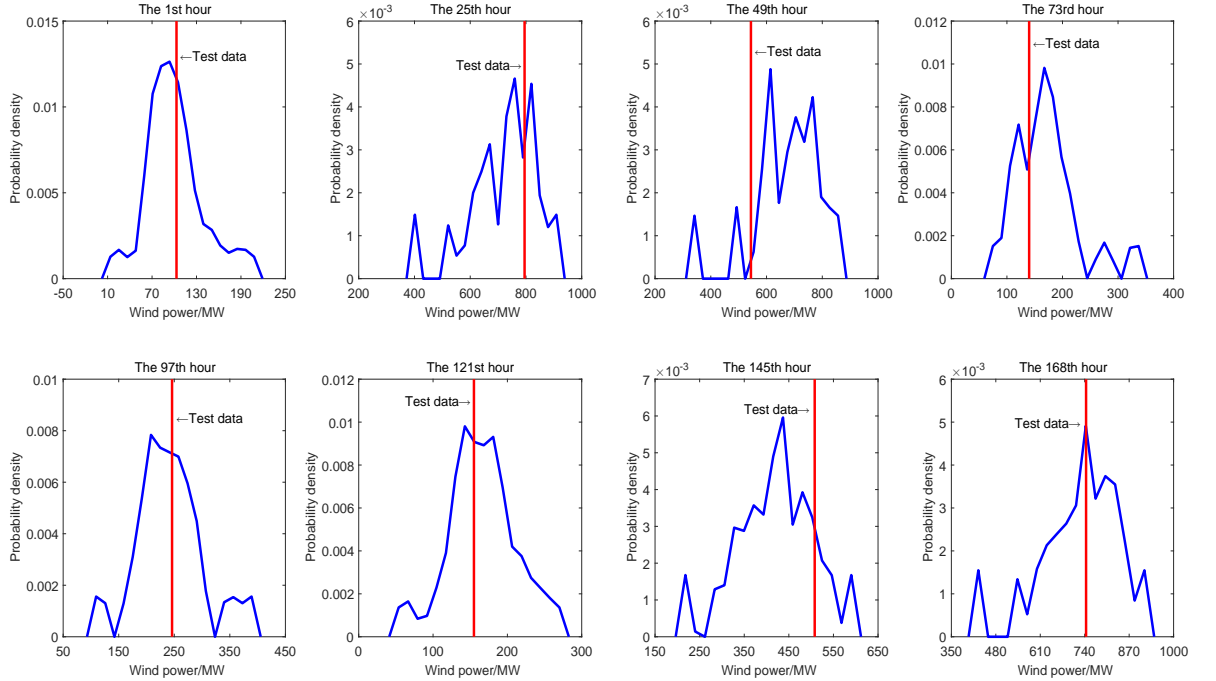 The 1st hour
0.015
0.01
0.005
0
Probability density
←Test data
-50 10 70 130 190 250
Wind power/MW
The 25th hour
×10⁻³
6
5
4
3
2
1
0
Probability density
Test data→
200 400 600 800 1000
Wind power/MW
The 49th hour
×10⁻³
6
5
4
3
2
1
0
Probability density
←Test data
200 400 600 800 1000
Wind power/MW
The 73rd hour
0.012
0.01
0.008
0.006
0.004
0.002
0
Probability density
←Test data
0 100 200 300 400
Wind power/MW
The 97th hour
0.01
0.008
0.006
0.004
0.002
0
Probability density
←Test data
50 150 250 350 450
Wind power/MW
The 121st hour
0.012
0.01
0.008
0.006
0.004
0.002
0
Probability density
Test data→
0 100 200 300
Wind power/MW
The 145th hour
×10⁻³
7
6
5
4
3
2
1
0
Probability density
Test data→
150 250 350 450 550 650
Wind power/MW
The 168th hour
×10⁻³
6
5
4
3
2
1
0
Probability density
Test data→
350 480 610 740 870 1000
Wind power/MW